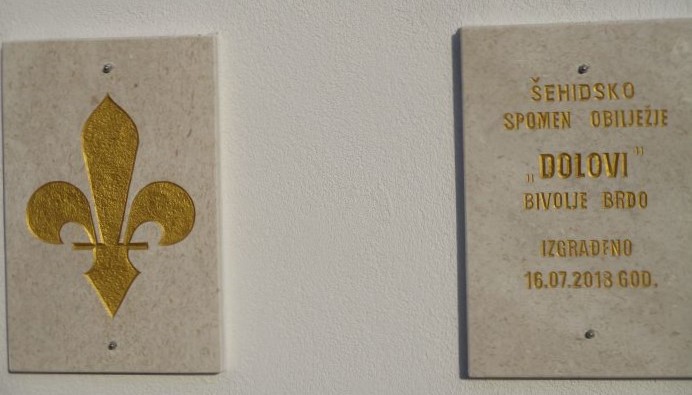 ŠEHIDSKO
SPOMEN OBILJEŽJE
„DOLOVI"
BIVOLJE BRDO
IZGRAĐENO
16.07.2013 GOD.